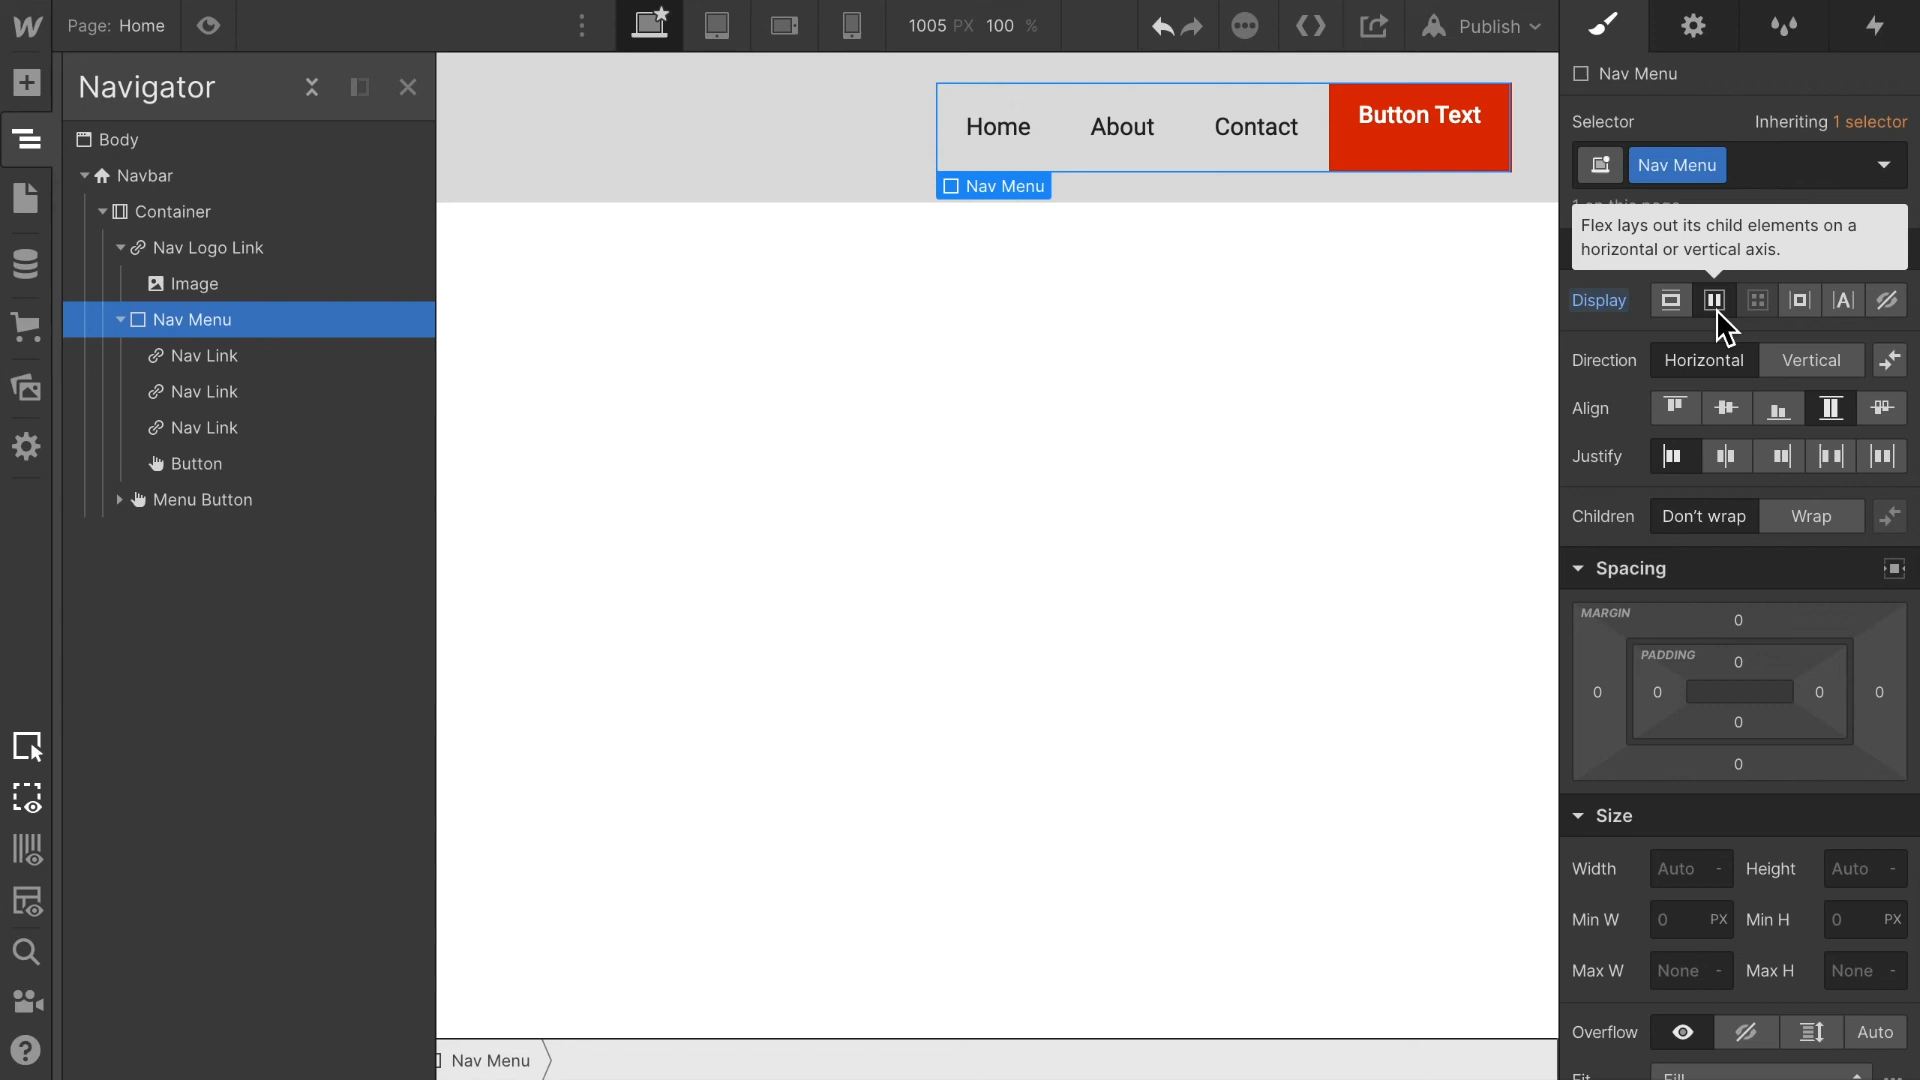 Page: Home
1005 PX 100 %
Publish
Navigator
Body
Navbar
Container
Nav Logo Link
Image
Nav Menu
Nav Link
Nav Link
Nav Link
Button
Menu Button
Home
About
Contact
Button Text
Nav Menu
Nav Menu
Nav Menu
Selector
Inheriting 1 selector
Nav Menu
Flex lays out its child elements on a
horizontal or vertical axis.
Display
Direction
Horizontal
Vertical
Align
Justify
Children
Don't wrap
Wrap
Spacing
MARGIN
0
PADDING
0
0
0
0
0
0
0
Size
Width
Auto -
Height
Auto -
Min W
0 PX
Min H
0 PX
Max W
None -
Max H
None -
Overflow
Auto